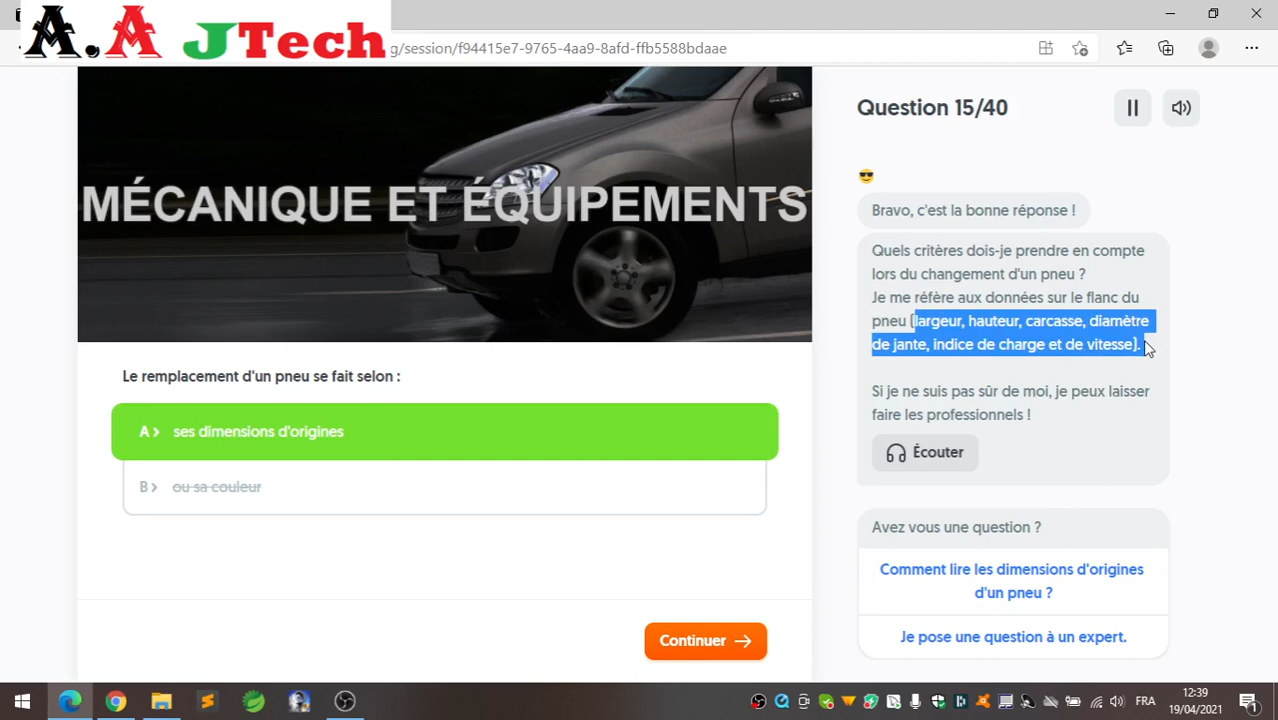 A.A JTech
g/session/f94415e7-9765-4aa9-8afd-ffb5588bdaae
MÉCANIQUE ET ÉQUIPEMENTS
Le remplacement d'un pneu se fait selon :
A > ses dimensions d'origines
B > ou sa couleur
Continuer →
Question 15/40
Bravo, c'est la bonne réponse !
Quels critères dois-je prendre en compte
lors du changement d'un pneu ?
Je me réfère aux données sur le flanc du
pneu (largeur, hauteur, carcasse, diamètre
de jante, indice de charge et de vitesse).
Si je ne suis pas sûr de moi, je peux laisser
faire les professionnels !
Écouter
Avez vous une question ?
Comment lire les dimensions d'origines
d'un pneu ?
Je pose une question à un expert.
FRA
12:39
19/04/2021
1